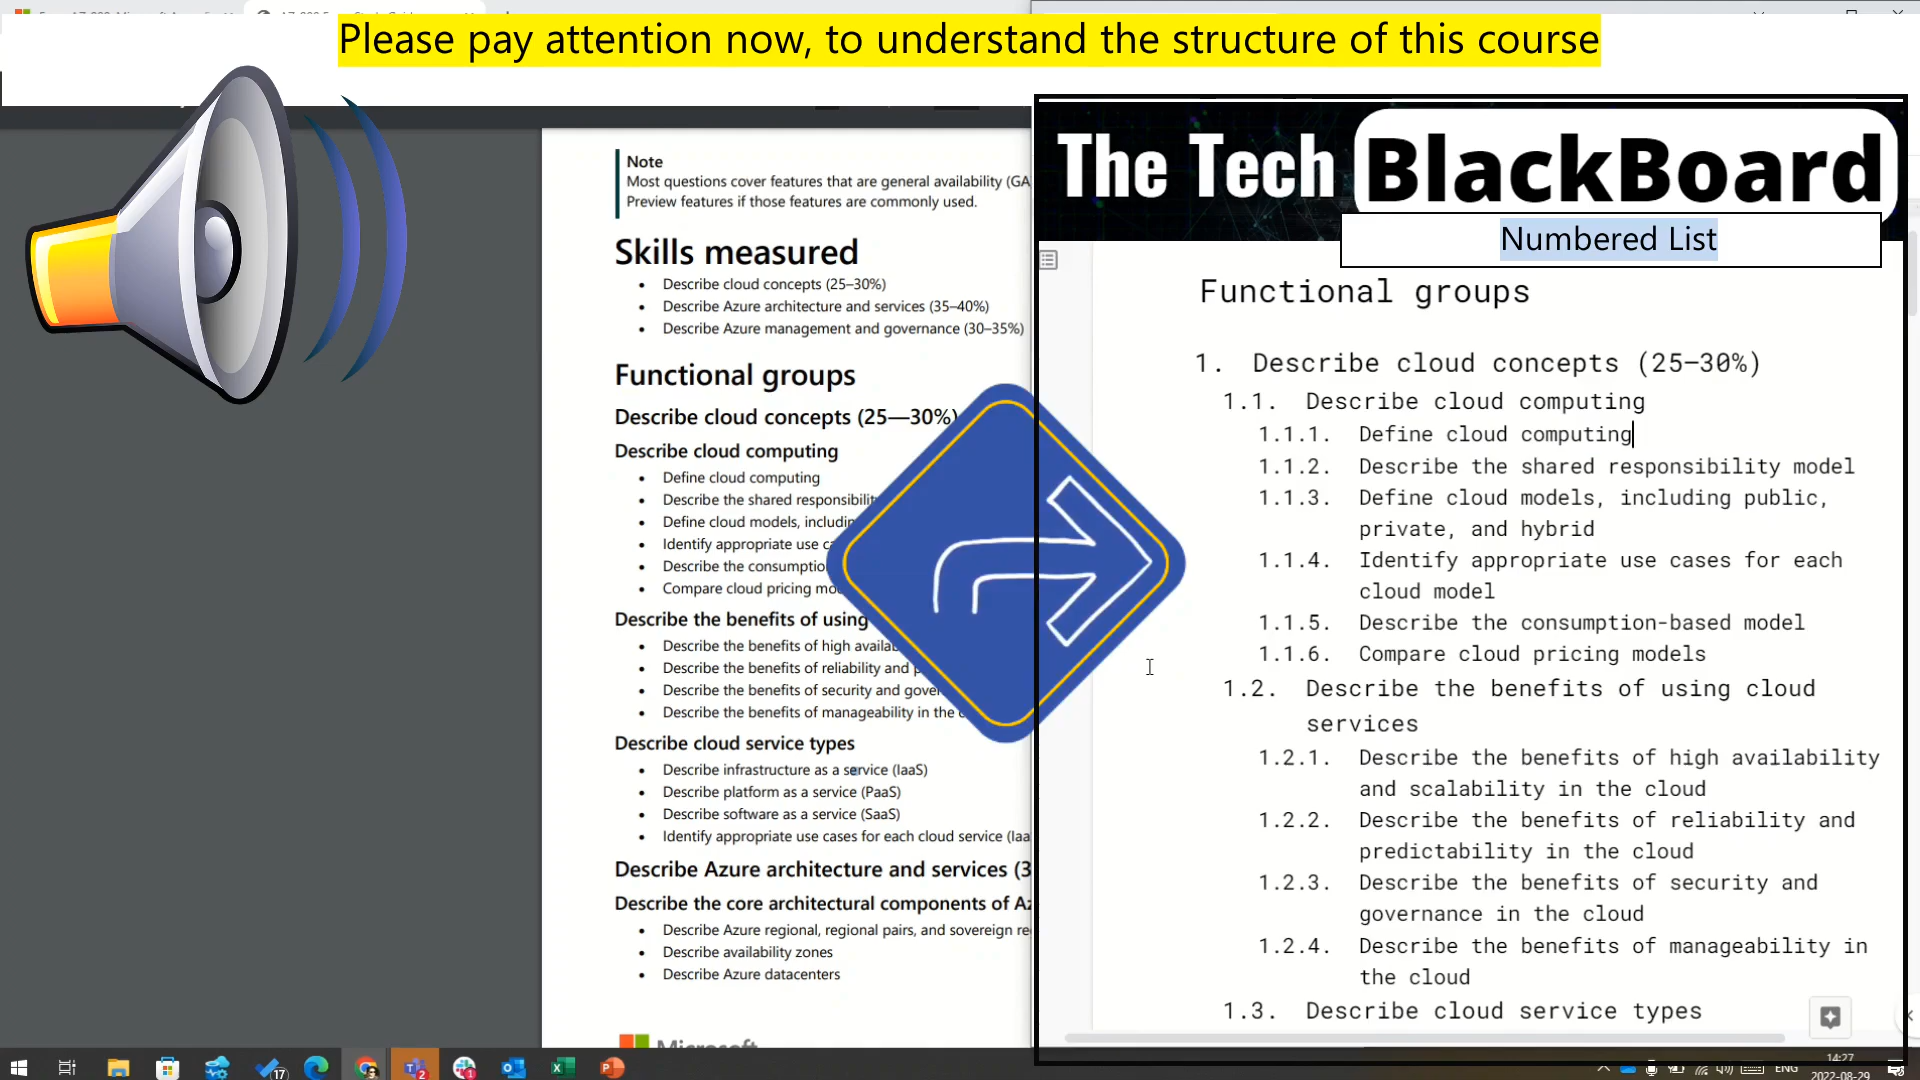 Please pay attention now, to understand the structure of this course
Note
Most questions cover features that are general availability (GA
Preview features if those features are commonly used.
Skills measured
• Describe cloud concepts (25–30%)
• Describe Azure architecture and services (35–40%)
• Describe Azure management and governance (30–35%)
Functional groups
Describe cloud concepts (25—30%)
Describe cloud computing
• Define cloud computing
• Describe the shared responsibility
• Define cloud models,
• Identify appropriate use
• Describe the
• Compare cloud pricing
Describe the benefits of using
• Describe the benefits of high
• Describe the benefits of reliability and
• Describe the benefits of security and
• Describe the benefits of manageability in the
Describe cloud service types
• Describe infrastructure as a service (IaaS)
• Describe platform as a service (PaaS)
• Describe software as a service (SaaS)
• Identify appropriate use cases for each cloud service (Iaa
Describe Azure architecture and services (3
Describe the core architectural components of
• Describe Azure regional, regional pairs, and sovereign
• Describe availability zones
• Describe Azure datacenters
Microsoft
The Tech BlackBoard
Numbered List
Functional groups
1. Describe cloud concepts (25–30%)
1.1. Describe cloud computing
1.1.1. Define cloud computing
1.1.2. Describe the shared responsibility model
1.1.3. Define cloud models, including public,
private, and hybrid
1.1.4. Identify appropriate use cases for each
cloud model
1.1.5. Describe the consumption-based model
1.1.6. Compare cloud pricing models
1.2. Describe the benefits of using cloud
services
1.2.1. Describe the benefits of high availability
and scalability in the cloud
1.2.2. Describe the benefits of reliability and
predictability in the cloud
1.2.3. Describe the benefits of security and
governance in the cloud
1.2.4. Describe the benefits of manageability in
the cloud
1.3. Describe cloud service types
17
2
1
ENG
14:27
2022-08-29